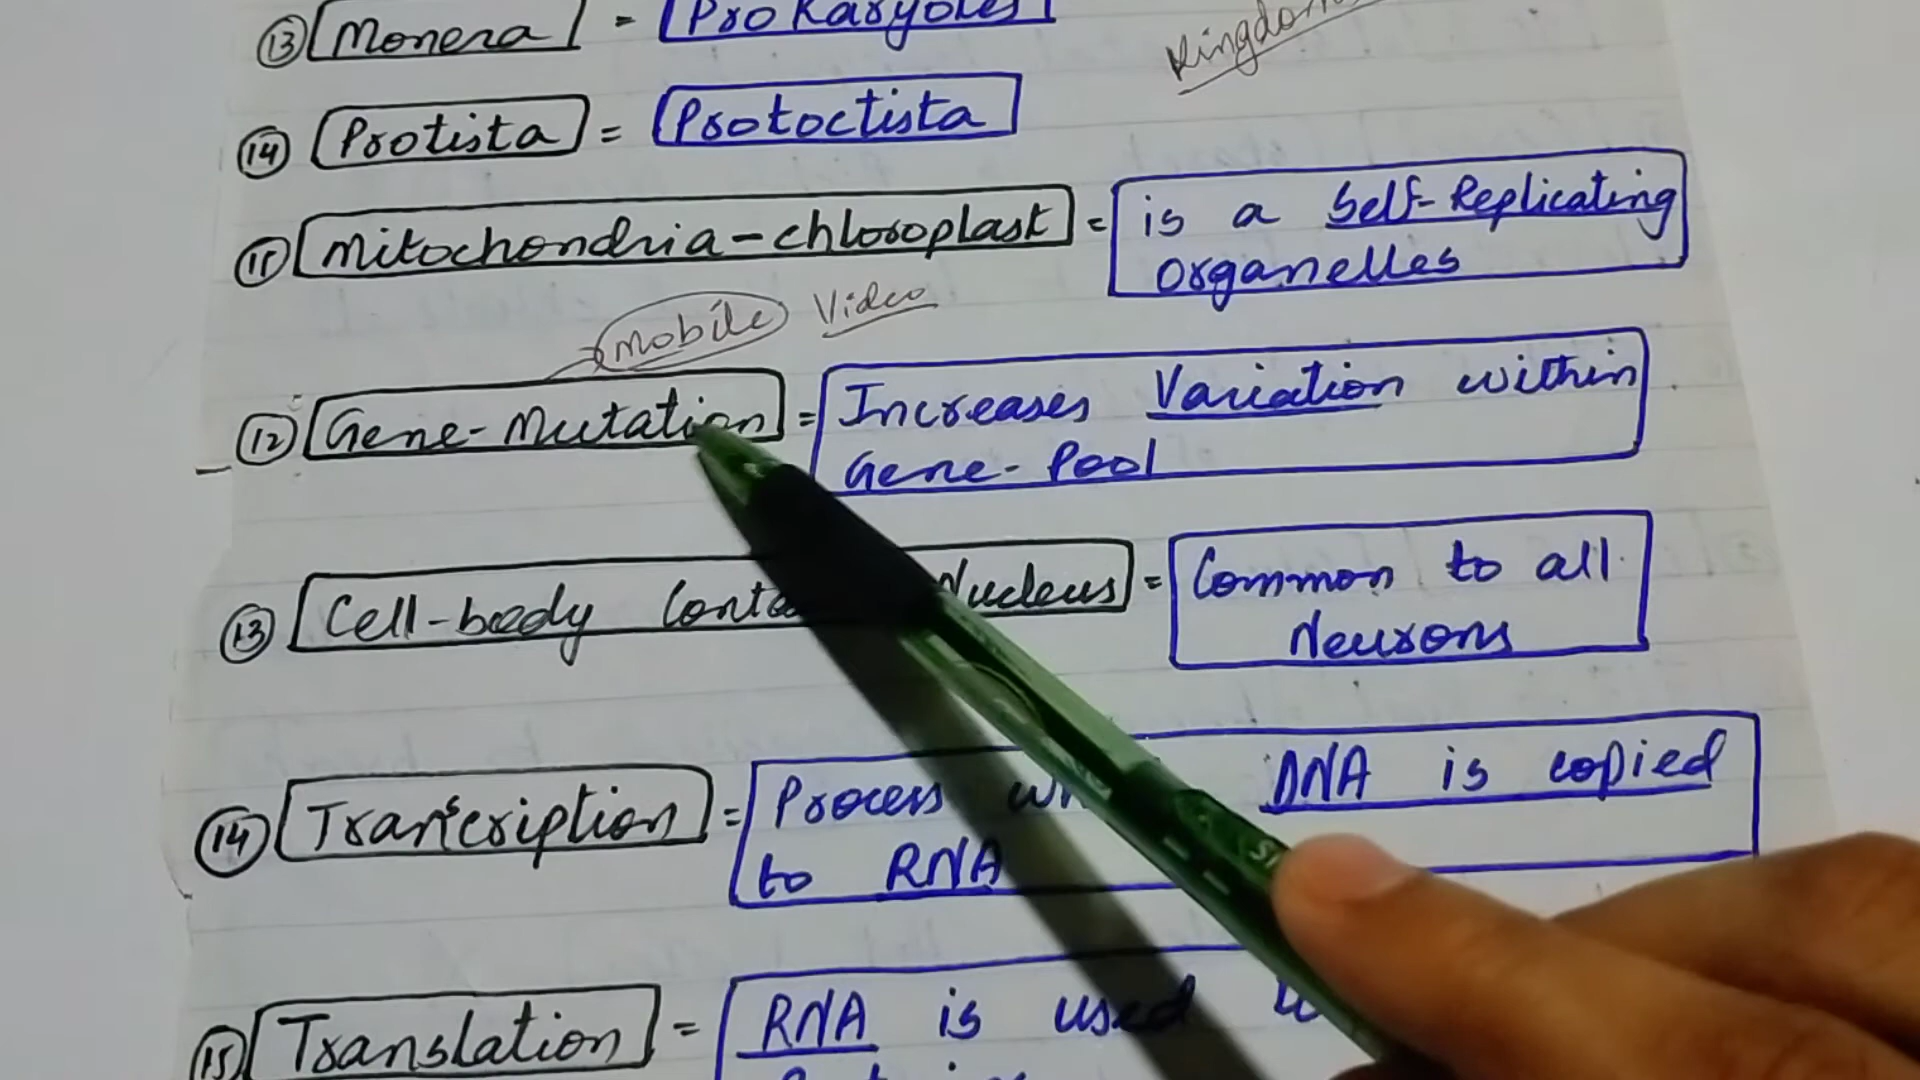 13 Monera = Prokaryotes
Kingdom
14 Protista = Protoctista
11 Mitochondria-chloroplast = is a Self-Replicating
organelles
Mobile Video
12 Gene-Mutation = Increases Variation within
Gene-Pool
13 Cell-body Nucleus = Common to all
Neurons
14 Transcription = Process DNA is copied
to RNA
15 Translation = RNA is used